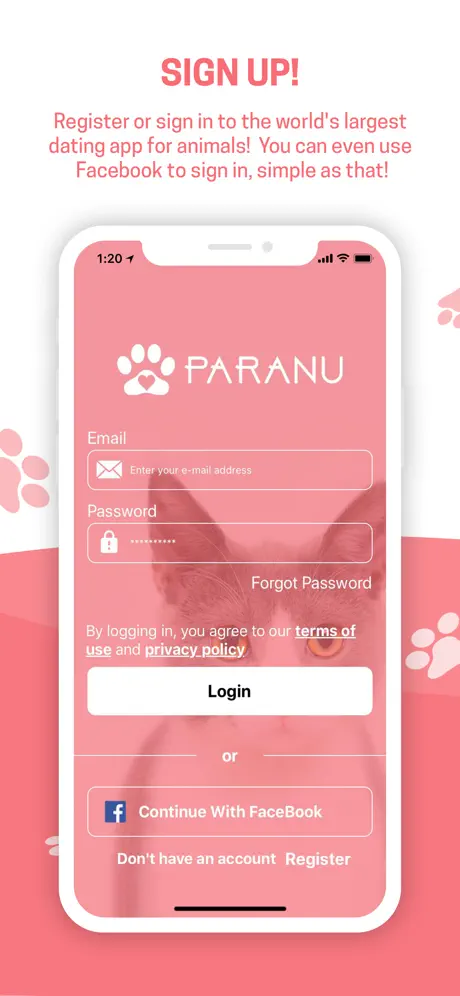 SIGN UP!
Register or sign in to the world's largest
dating app for animals! You can even use
Facebook to sign in, simple as that!
1:20
PARANU
Email
Enter your e-mail address
Password
**********
Forgot Password
By logging in, you agree to our terms of
use and privacy policy
Login
or
Continue With FaceBook
Don't have an account Register